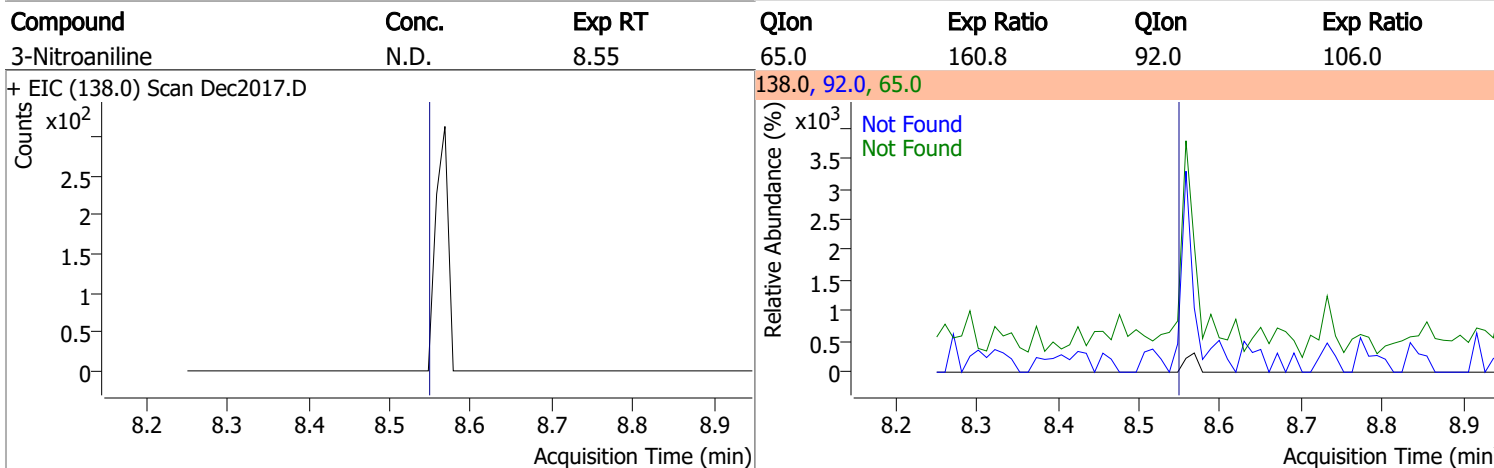 Compound Conc. Exp RT QIon Exp Ratio QIon Exp Ratio
3-Nitroaniline N.D. 8.55 65.0 160.8 92.0 106.0
+ EIC (138.0) Scan Dec2017.D
Counts
x10²
2.5
2
1.5
1
0.5
0
8.2 8.3 8.4 8.5 8.6 8.7 8.8 8.9
Acquisition Time (min)
138.0, 92.0, 65.0
Relative Abundance (%)
x10³
Not Found
Not Found
3.5
3
2.5
2
1.5
1
0.5
0
8.2 8.3 8.4 8.5 8.6 8.7 8.8 8.9
Acquisition Time (min